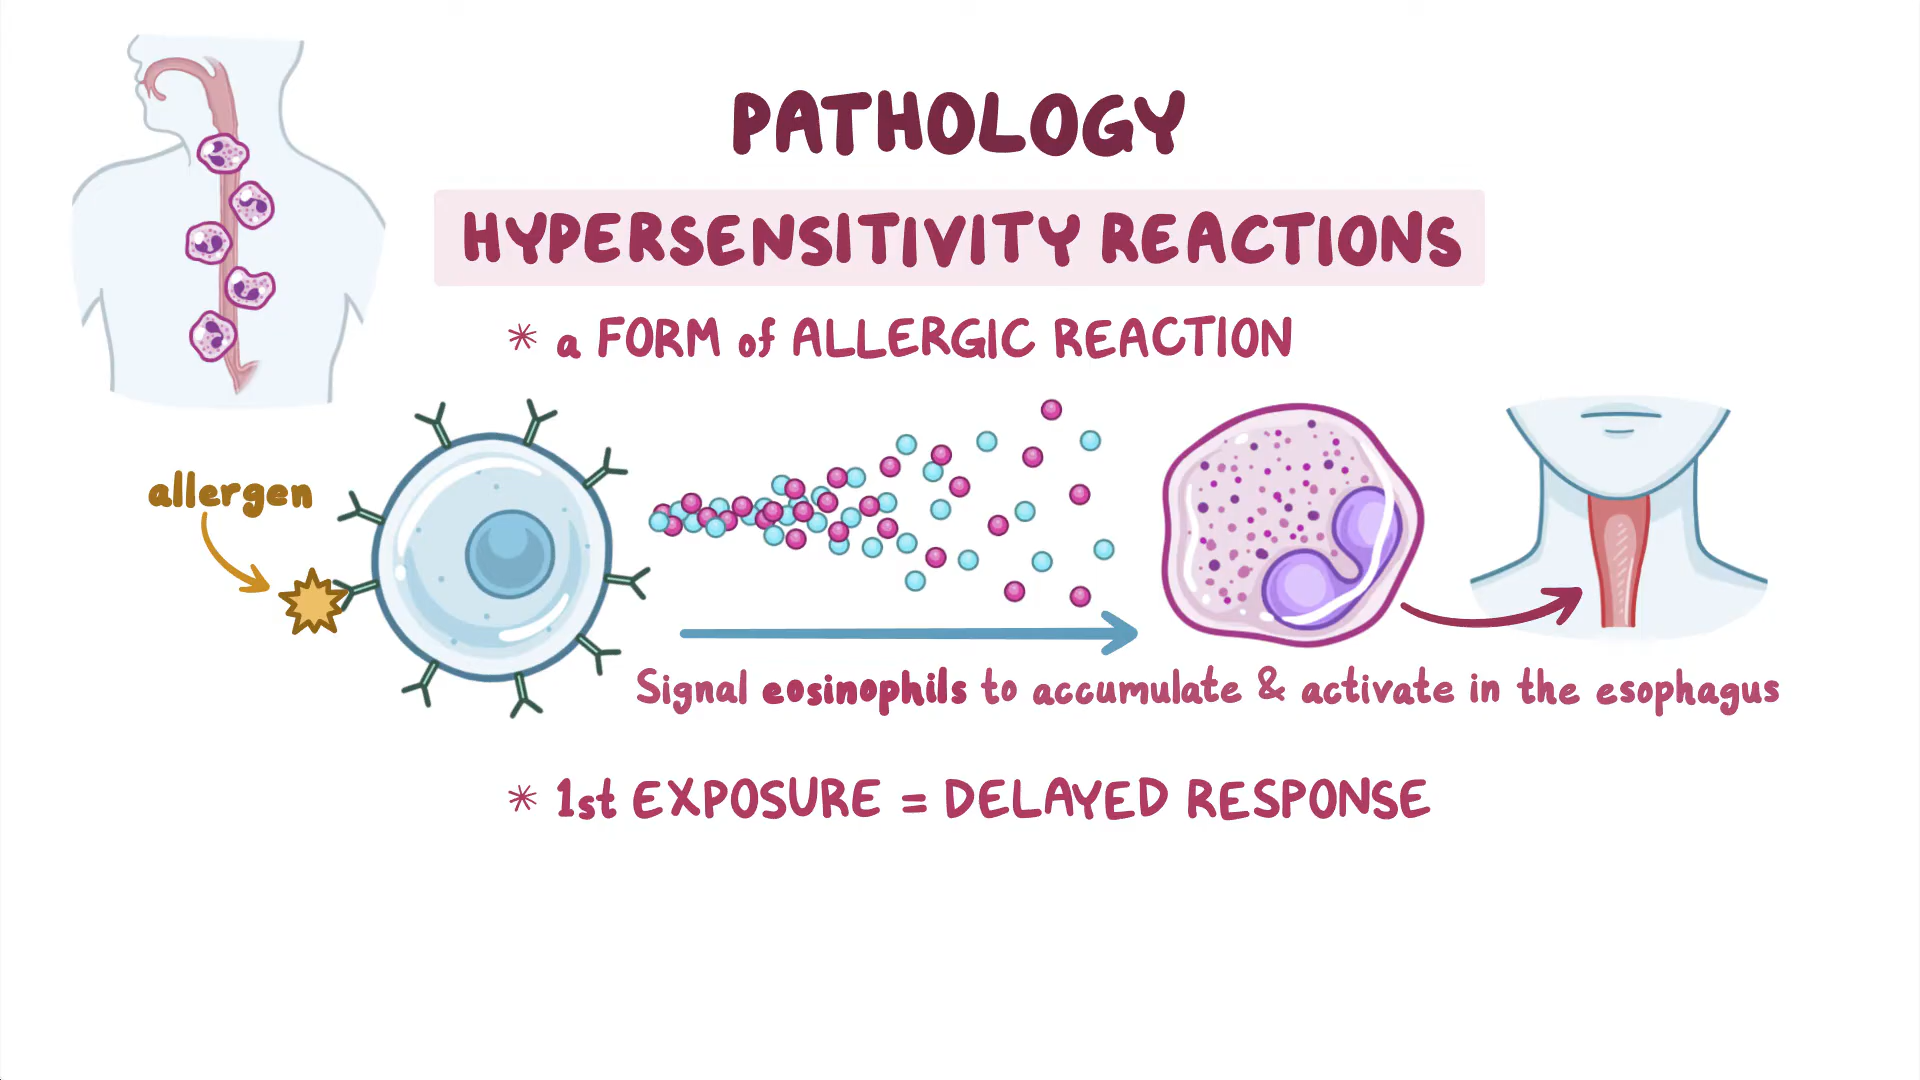 PATHOLOGY
HYPERSENSITIVITY REACTIONS
* a FORM of ALLERGIC REACTION
allergen
Signal eosinophils to accumulate & activate in the esophagus
* 1st EXPOSURE = DELAYED RESPONSE